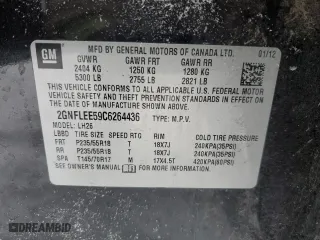 GM
MFD BY GENERAL MOTORS OF CANADA LTD. 01/12
GVWR GAWR FRT GAWR RR
2404 KG 1250 KG 1280 KG
5300 LB 2755 LB 2821 LB
THIS VEHICLE CONFORMS TO ALL APPLICABLE U.S. FEDERAL MOTOR
VEHICLE SAFETY AND THEFT PREVENTION STANDARDS IN
EFFECT ON THE DATE OF MANUFACTURE SHOWN ABOVE.
2GNFLEE59C6264436 TYPE: M.P.V.
MODEL: LH26
LBBD TIRE SIZE SPEED RTG RIM COLD TIRE PRESSURE
FRT P235/55R18 T 18X7J 240KPA(35PSI)
RR P235/55R18 T 18X7J 240KPA(35PSI)
SPA T145/70R17 M 17X4.5T 420KPA(60PSI)
SEE OWNER'S MANUAL FOR MORE INFORMATION.